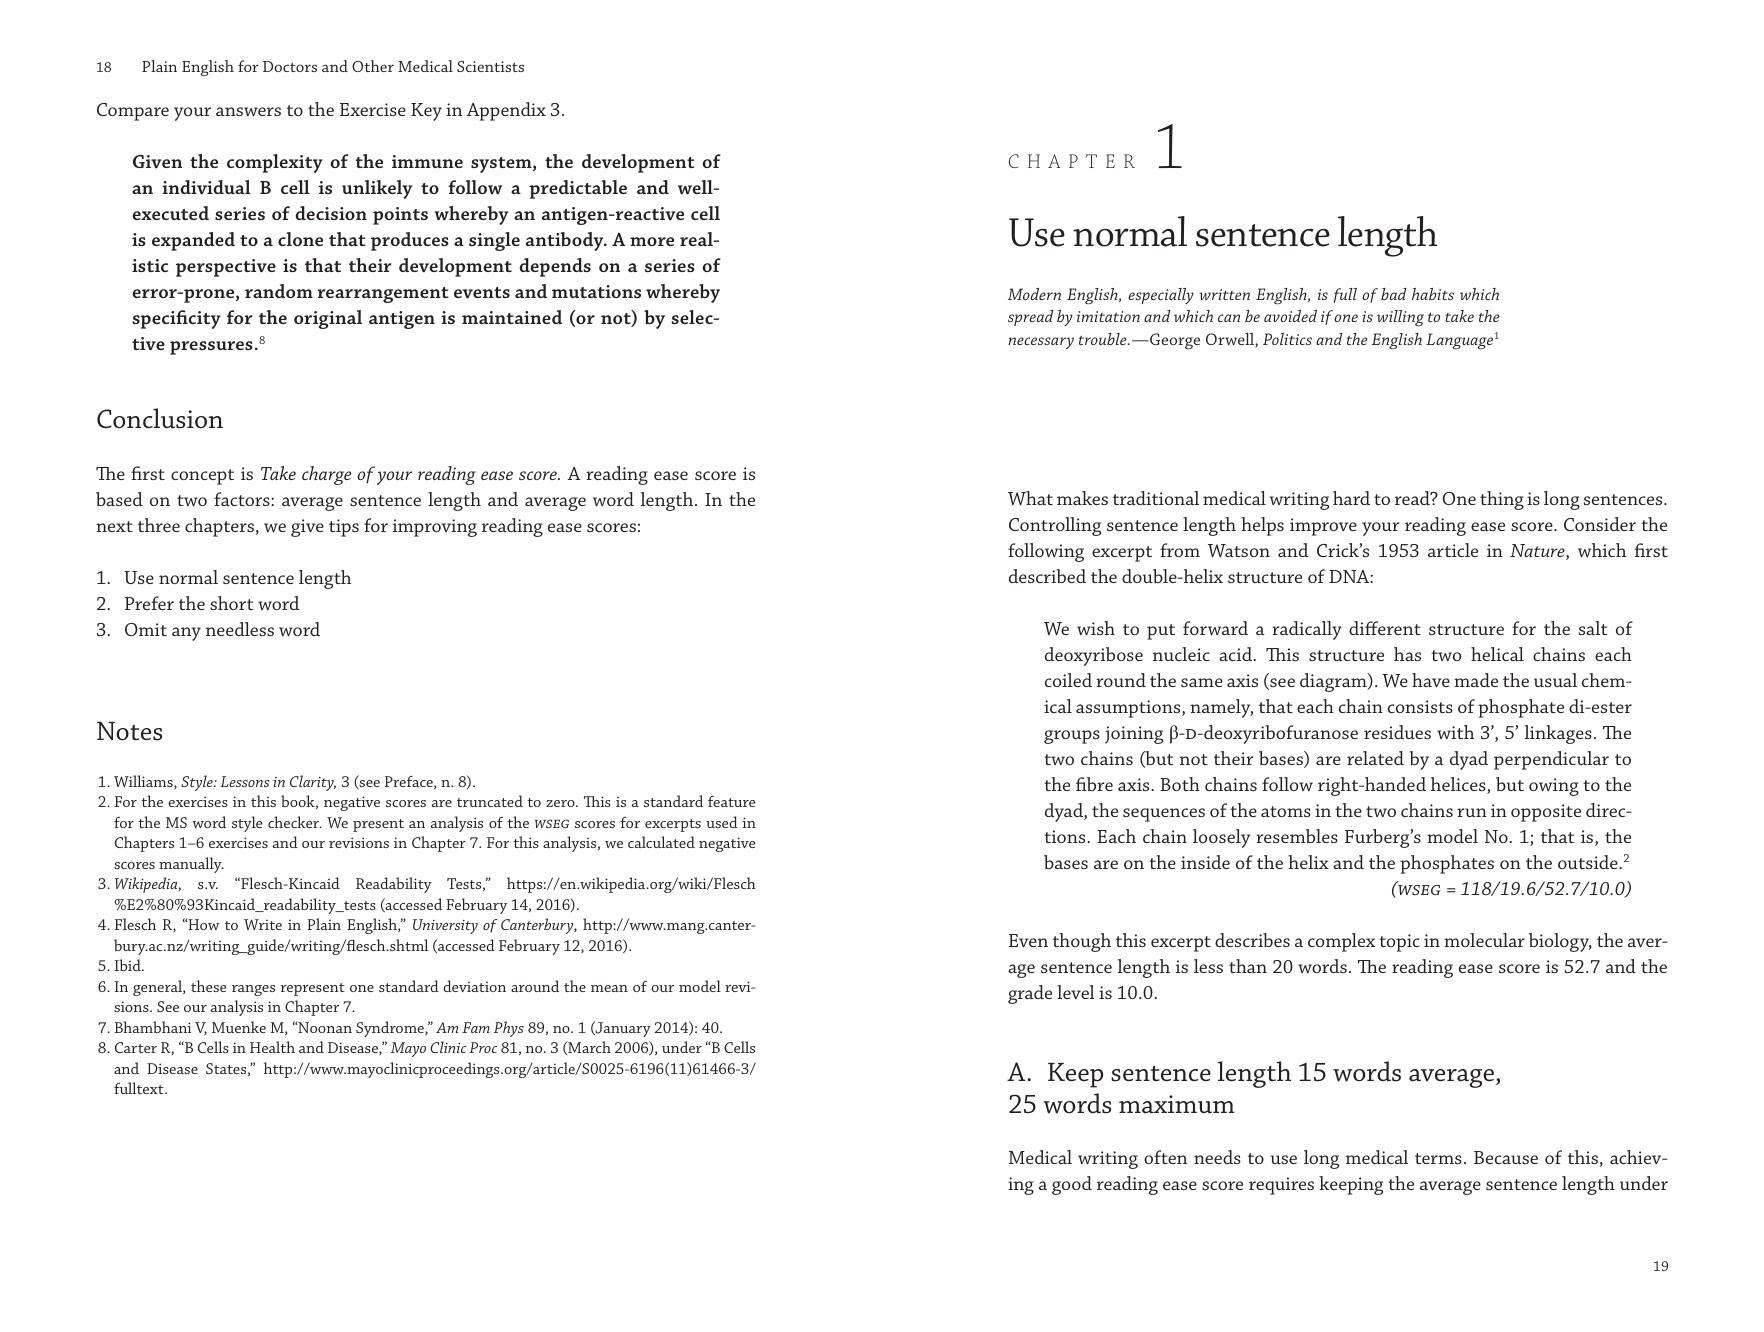 18 Plain English for Doctors and Other Medical Scientists
Compare your answers to the Exercise Key in Appendix 3.
Given the complexity of the immune system, the development of
an individual B cell is unlikely to follow a predictable and well-
executed series of decision points whereby an antigen-reactive cell
is expanded to a clone that produces a single antibody. A more real-
istic perspective is that their development depends on a series of
error-prone, random rearrangement events and mutations whereby
specificity for the original antigen is maintained (or not) by selec-
tive pressures.8
Conclusion
The first concept is Take charge of your reading ease score. A reading ease score is
based on two factors: average sentence length and average word length. In the
next three chapters, we give tips for improving reading ease scores:
1. Use normal sentence length
2. Prefer the short word
3. Omit any needless word
Notes
1. Williams, Style: Lessons in Clarity, 3 (see Preface, n. 8).
2. For the exercises in this book, negative scores are truncated to zero. This is a standard feature
for the MS word style checker. We present an analysis of the WSEG scores for excerpts used in
Chapters 1–6 exercises and our revisions in Chapter 7. For this analysis, we calculated negative
scores manually.
3. Wikipedia, s.v. “Flesch-Kincaid Readability Tests,” https://en.wikipedia.org/wiki/Flesch
%E2%80%93Kincaid_readability_tests (accessed February 14, 2016).
4. Flesch R, “How to Write in Plain English,” University of Canterbury, http://www.mang.canter-
bury.ac.nz/writing_guide/writing/flesch.shtml (accessed February 12, 2016).
5. Ibid.
6. In general, these ranges represent one standard deviation around the mean of our model revi-
sions. See our analysis in Chapter 7.
7. Bhambhani V, Muenke M, “Noonan Syndrome,” Am Fam Phys 89, no. 1 (January 2014): 40.
8. Carter R, “B Cells in Health and Disease,” Mayo Clinic Proc 81, no. 3 (March 2006), under “B Cells
and Disease States,” http://www.mayoclinicproceedings.org/article/S0025-6196(11)61466-3/
fulltext.
CHAPTER 1
Use normal sentence length
Modern English, especially written English, is full of bad habits which
spread by imitation and which can be avoided if one is willing to take the
necessary trouble.—George Orwell, Politics and the English Language1
What makes traditional medical writing hard to read? One thing is long sentences.
Controlling sentence length helps improve your reading ease score. Consider the
following excerpt from Watson and Crick’s 1953 article in Nature, which first
described the double-helix structure of DNA:
We wish to put forward a radically different structure for the salt of
deoxyribose nucleic acid. This structure has two helical chains each
coiled round the same axis (see diagram). We have made the usual chem-
ical assumptions, namely, that each chain consists of phosphate di-ester
groups joining β-D-deoxyribofuranose residues with 3’, 5’ linkages. The
two chains (but not their bases) are related by a dyad perpendicular to
the fibre axis. Both chains follow right-handed helices, but owing to the
dyad, the sequences of the atoms in the two chains run in opposite direc-
tions. Each chain loosely resembles Furberg’s model No. 1; that is, the
bases are on the inside of the helix and the phosphates on the outside.2
(WSEG = 118/19.6/52.7/10.0)
Even though this excerpt describes a complex topic in molecular biology, the aver-
age sentence length is less than 20 words. The reading ease score is 52.7 and the
grade level is 10.0.
A. Keep sentence length 15 words average,
25 words maximum
Medical writing often needs to use long medical terms. Because of this, achiev-
ing a good reading ease score requires keeping the average sentence length under
19